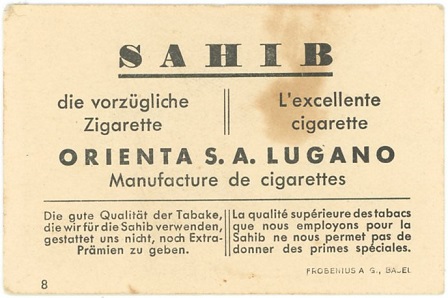 SAHIB
die vorzügliche
Zigarette
L'excellente
cigarette
ORIENTA S. A. LUGANO
Manufacture de cigarettes
Die gute Qualität der Tabake,
die wir für die Sahib verwenden,
gestattet uns nicht, noch Extra-
Prämien zu geben.
La qualité supérieure des tabacs
que nous employons pour la
Sahib ne nous permet pas de
donner des primes spéciales.
FROBENIUS A G., BASEL
8